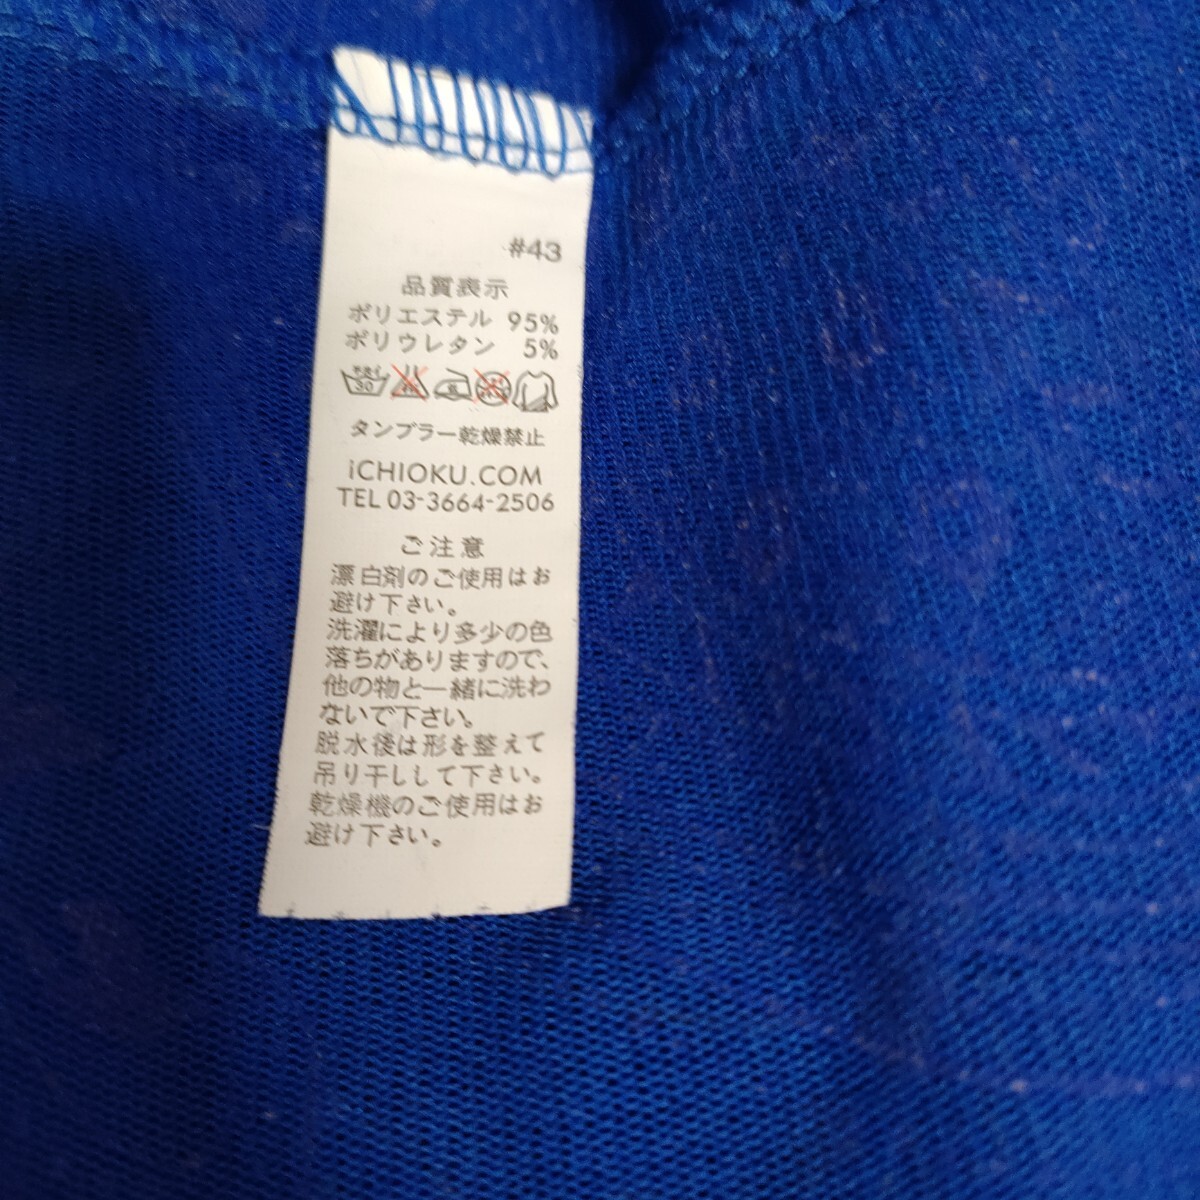 #43
品質表示
ポリエステル 95%
ポリウレタン 5%
30
タンブラー乾燥禁止
iCHIOKU.COM
TEL 03-3664-2506
ご注意
漂白剤のご使用はお
避け下さい。
洗濯により多少の色
落ちがありますので、
他の物と一緒に洗わ
ないで下さい。
脱水後は形を整えて
吊り干しして下さい。
乾燥機のご使用はお
避け下さい。